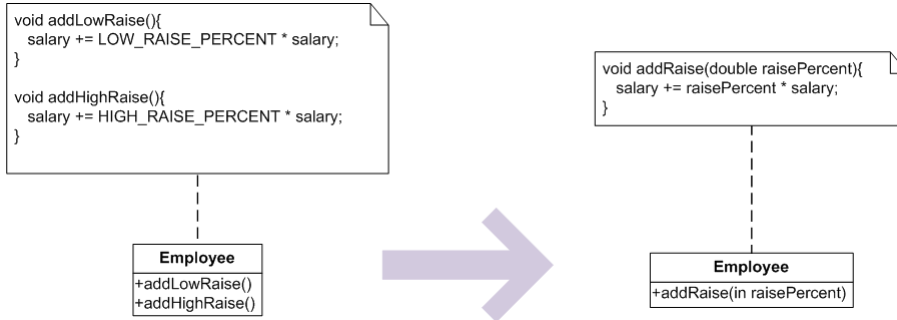 void addLowRaise(){
salary += LOW_RAISE_PERCENT * salary;
}
void addHighRaise(){
salary += HIGH_RAISE_PERCENT * salary;
}
Employee
+addLowRaise()
+addHighRaise()
void addRaise(double raisePercent){
salary += raisePercent * salary;
}
Employee
+addRaise(in raisePercent)